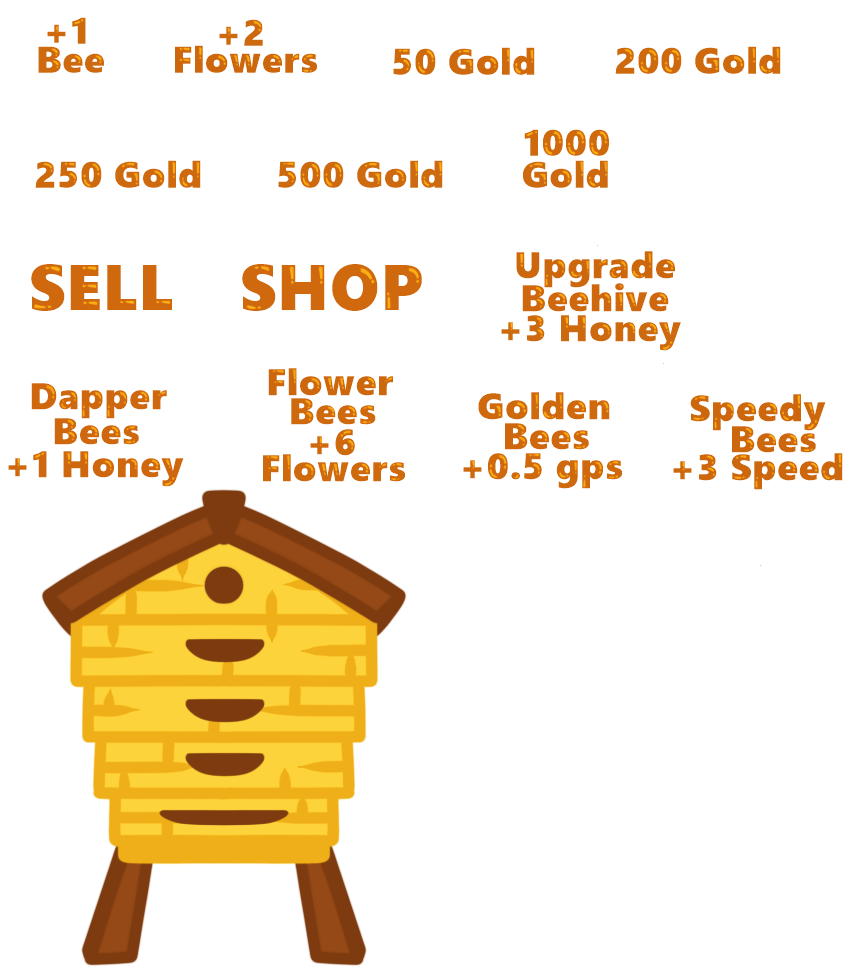 +1
Bee
+2
Flowers
50 Gold
200 Gold
250 Gold
500 Gold
1000
Gold
SELL
SHOP
Upgrade
Beehive
+3 Honey
Dapper
Bees
+1 Honey
Flower
Bees
+6
Flowers
Golden
Bees
+0.5 gps
Speedy
Bees
+3 Speed